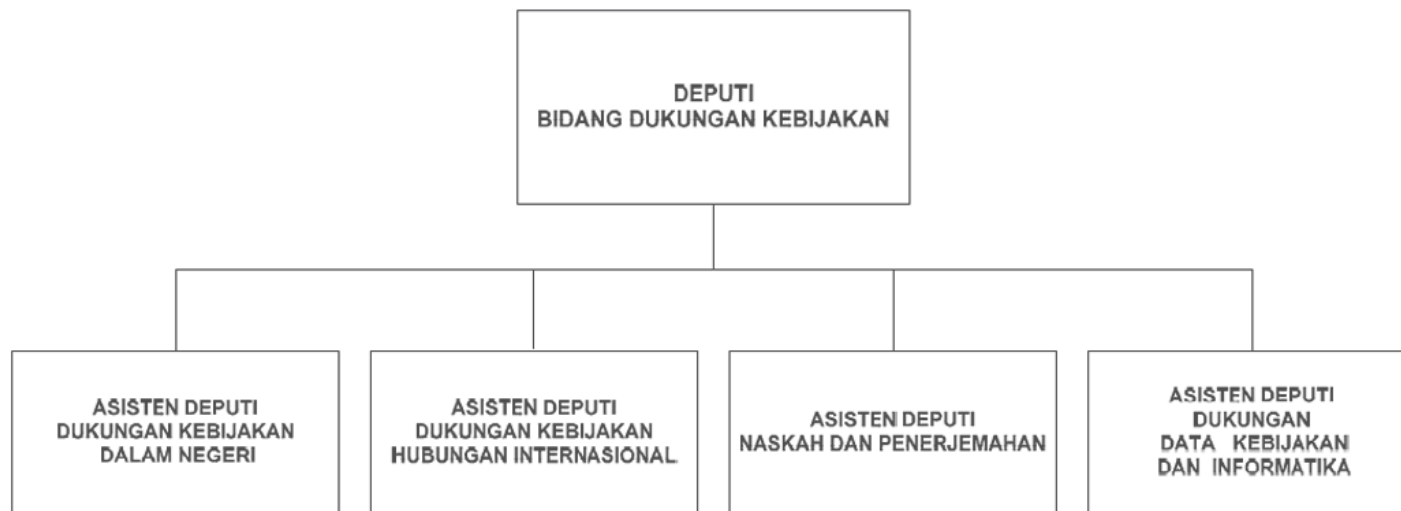 DEPUTI
BIDANG DUKUNGAN KEBIJAKAN
ASISTEN DEPUTI
DUKUNGAN KEBIJAKAN
DALAM NEGERI
ASISTEN DEPUTI
DUKUNGAN KEBIJAKAN
HUBUNGAN INTERNASIONAL
ASISTEN DEPUTI
NASKAH DAN PENERJEMAHAN
ASISTEN DEPUTI
DUKUNGAN
DATA KEBIJAKAN
DAN INFORMATIKA